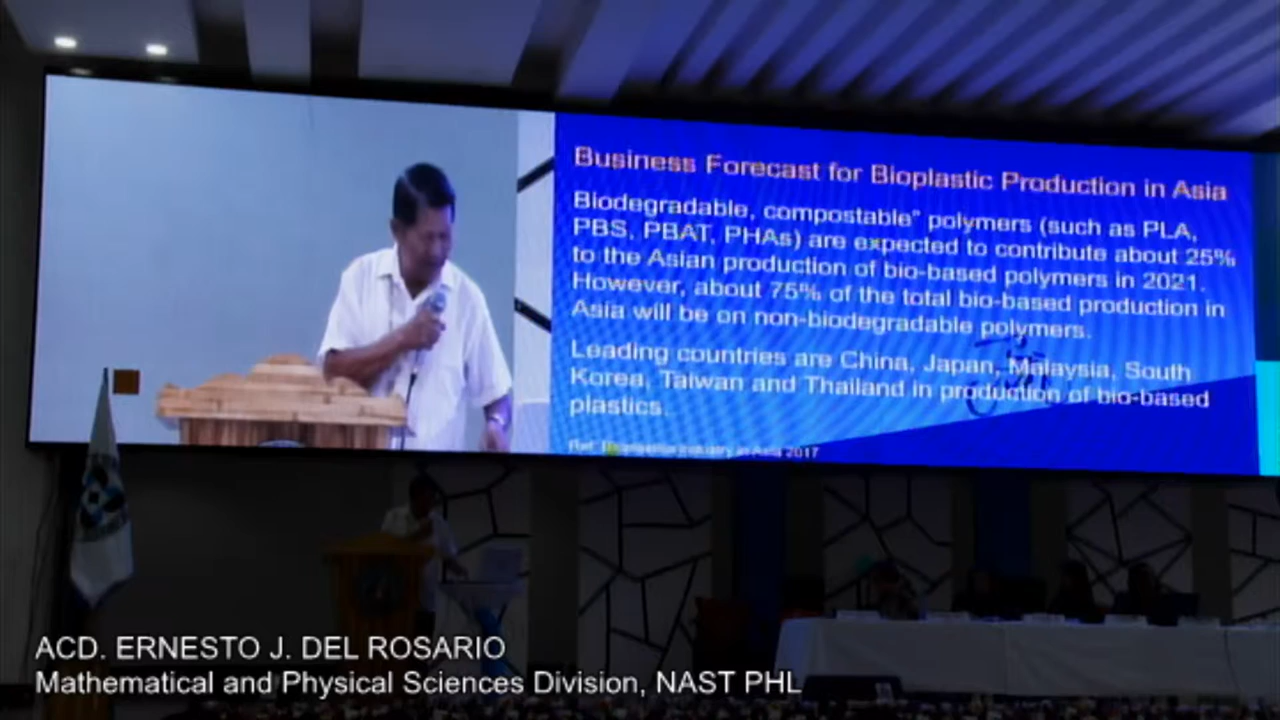 Business Forecast for Bioplastic Production in Asia
Biodegradable, compostable" polymers (such as PLA,
PBS, PBAT, PHAs) are expected to contribute about 25%
to the Asian production of bio-based polymers in 2021.
However, about 75% of the total bio-based production in
Asia will be on non-biodegradable polymers.
Leading countries are China, Japan, Malaysia, South
Korea, Taiwan and Thailand in production of bio-based
plastics.
Ref: industry in Asia 2017
ACD. ERNESTO J. DEL ROSARIO
Mathematical and Physical Sciences Division, NAST PHL